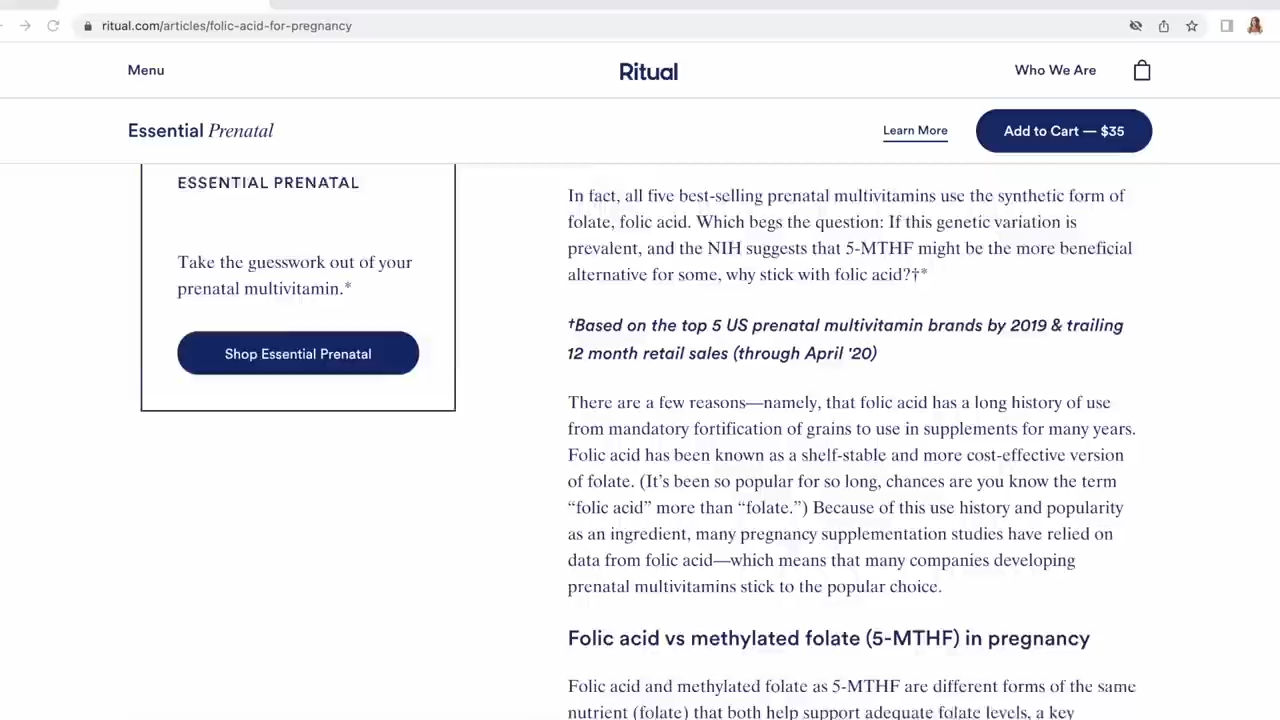 ritual.com/articles/folic-acid-for-pregnancy
Menu
Ritual
Who We Are
Essential Prenatal
Learn More
Add to Cart — $35
ESSENTIAL PRENATAL
Take the guesswork out of your
prenatal multivitamin.*
Shop Essential Prenatal
In fact, all five best-selling prenatal multivitamins use the synthetic form of
folate, folic acid. Which begs the question: If this genetic variation is
prevalent, and the NIH suggests that 5-MTHF might be the more beneficial
alternative for some, why stick with folic acid?†*
†Based on the top 5 US prenatal multivitamin brands by 2019 & trailing
12 month retail sales (through April '20)
There are a few reasons—namely, that folic acid has a long history of use
from mandatory fortification of grains to use in supplements for many years.
Folic acid has been known as a shelf-stable and more cost-effective version
of folate. (It’s been so popular for so long, chances are you know the term
“folic acid” more than “folate.”) Because of this use history and popularity
as an ingredient, many pregnancy supplementation studies have relied on
data from folic acid—which means that many companies developing
prenatal multivitamins stick to the popular choice.
Folic acid vs methylated folate (5-MTHF) in pregnancy
Folic acid and methylated folate as 5-MTHF are different forms of the same
nutrient (folate) that both help support adequate folate levels, a key